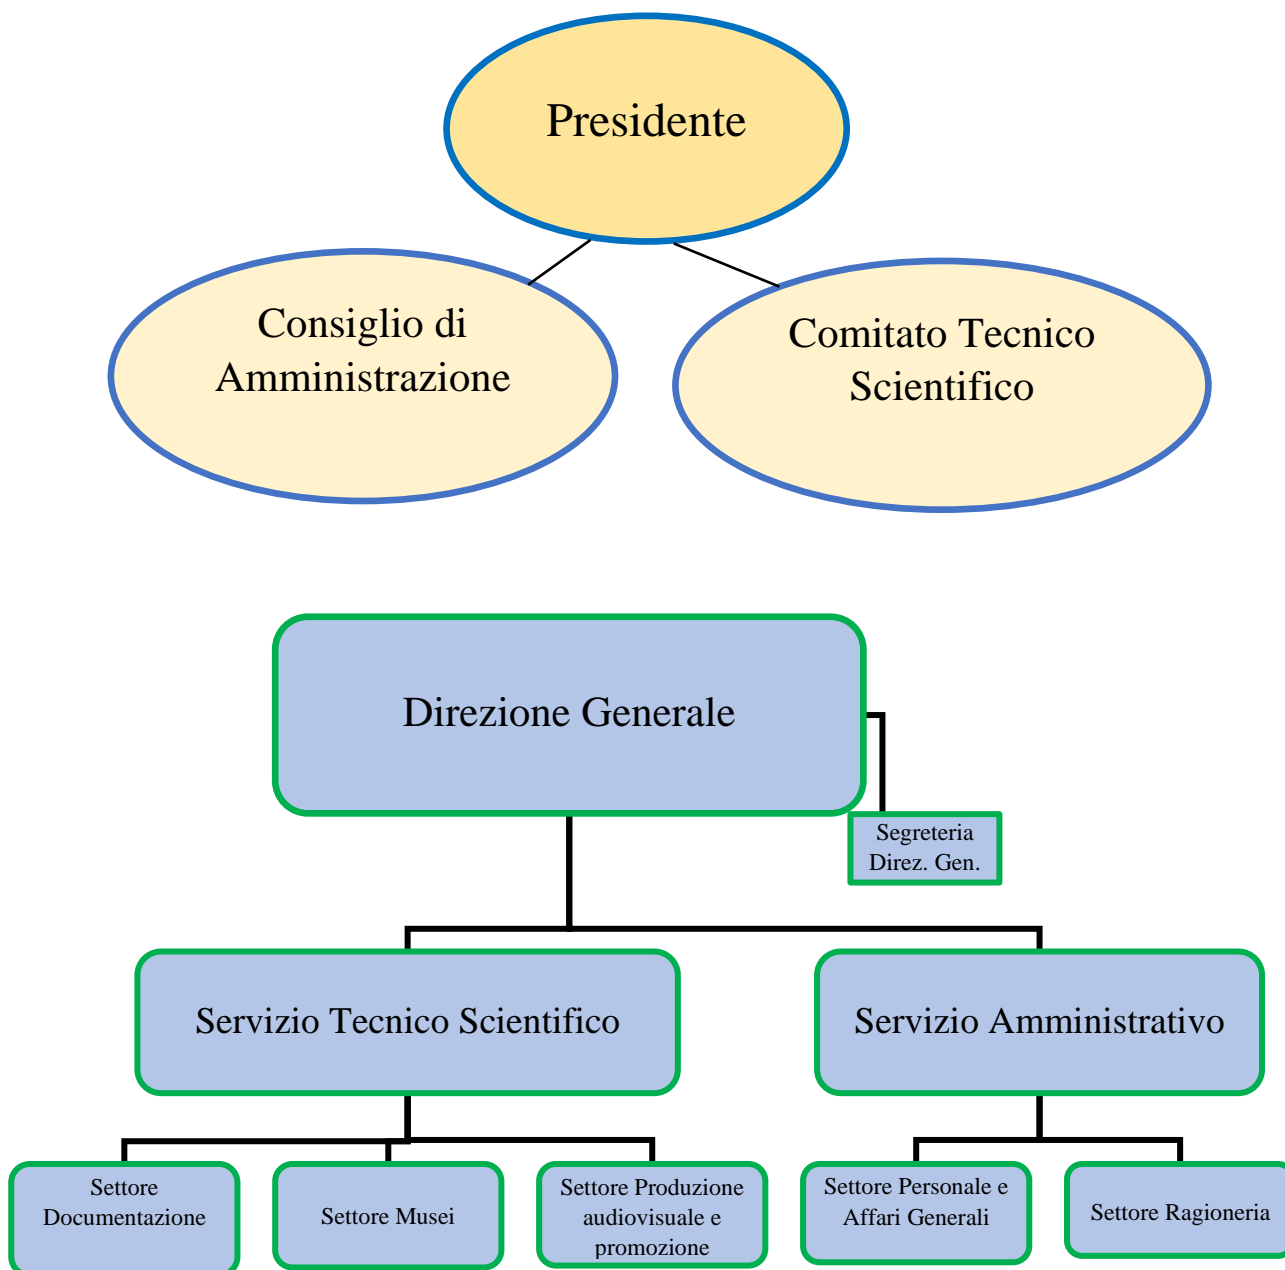 Presidente
Consiglio di
Amministrazione
Comitato Tecnico
Scientifico
Direzione Generale
Segreteria
Direz. Gen.
Servizio Tecnico Scientifico
Servizio Amministrativo
Settore
Documentazione
Settore Musei
Settore Produzione
audiovisuale e
promozione
Settore Personale e
Affari Generali
Settore Ragioneria